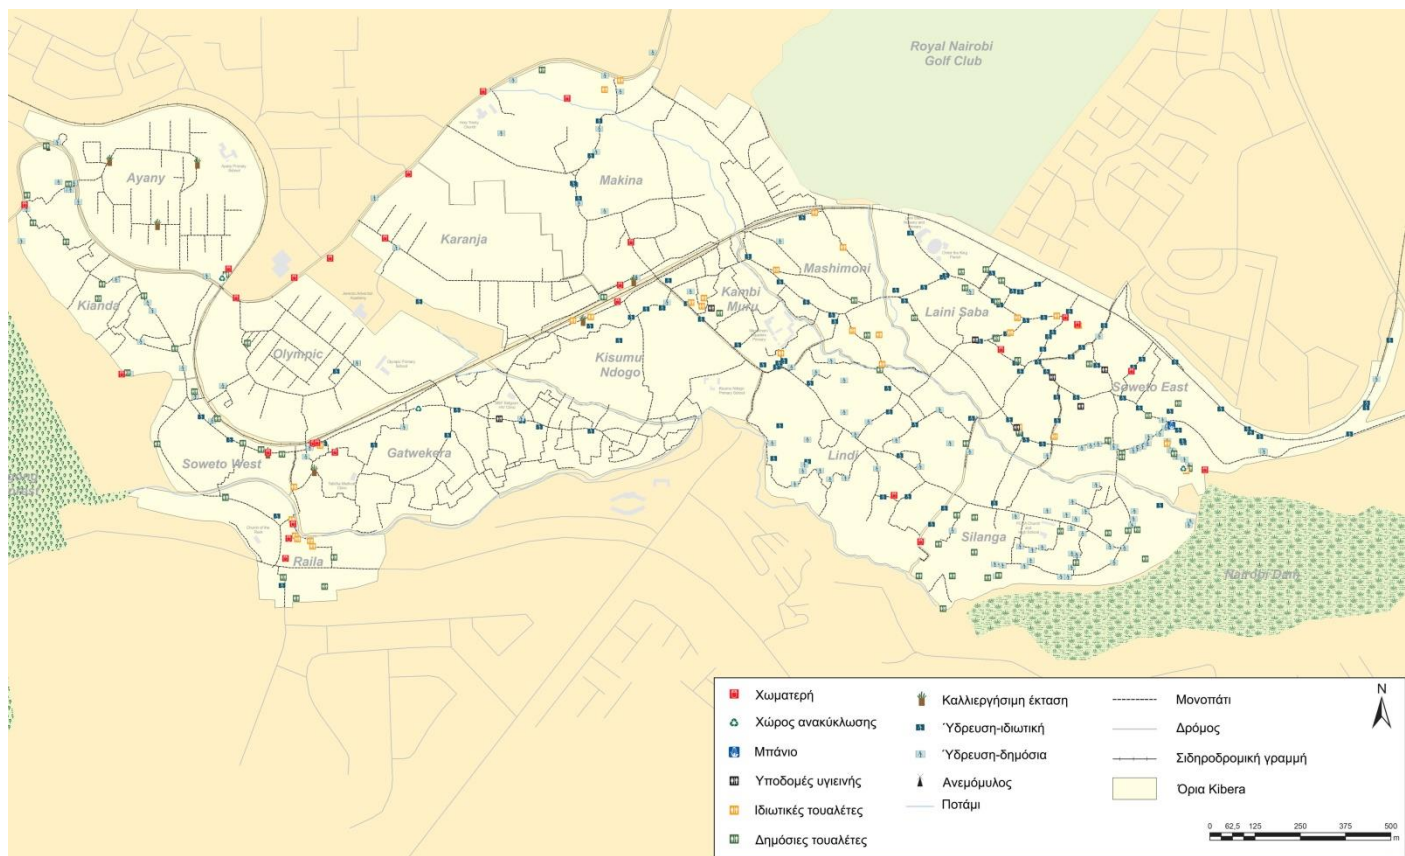 Royal Nairobi
Golf Club
Ayany
Makina
Karanja
Mashimoni
Kianda
Kambi
Muru
Laini Saba
Olympic
Olympic Primary
School
Kisumu
Ndogo
Soweto East
Soweto West
Gatwekera
Lindi
Silanga
Raila
Nairobi Dam
Χωματερή
Χώρος ανακύκλωσης
Μπάνιο
Υποδομές υγιεινής
Ιδιωτικές τουαλέτες
Δημόσιες τουαλέτες
Καλλιεργήσιμη έκταση
Ύδρευση-ιδιωτική
Ύδρευση-δημόσια
Ανεμόμυλος
Ποτάμι
Μονοπάτι
Δρόμος
Σιδηροδρομική γραμμή
Όρια Kibera
N
0 62,5 125 250 375 500
m